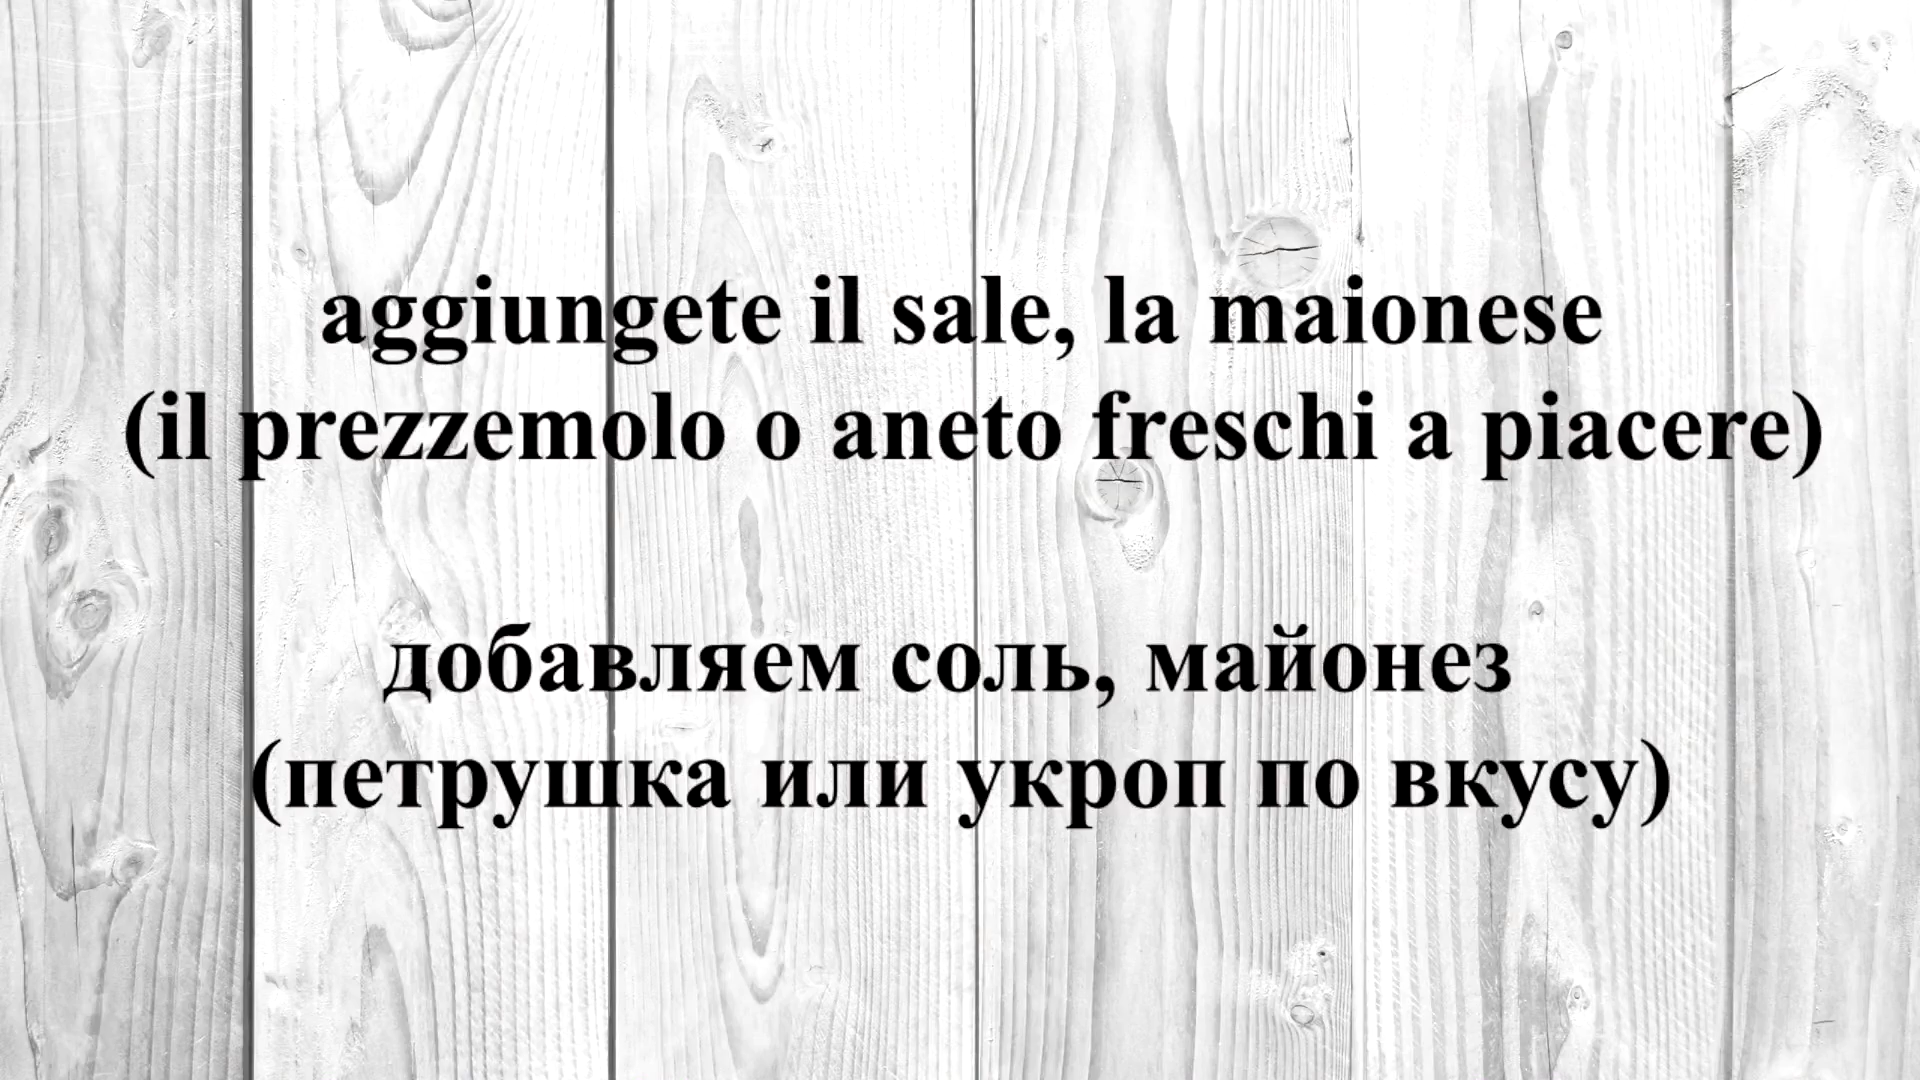 aggiungete il sale, la maionese
(il prezzemolo o aneto freschi a piacere)
добавляем соль, майонез
(петрушка или укроп по вкусу)